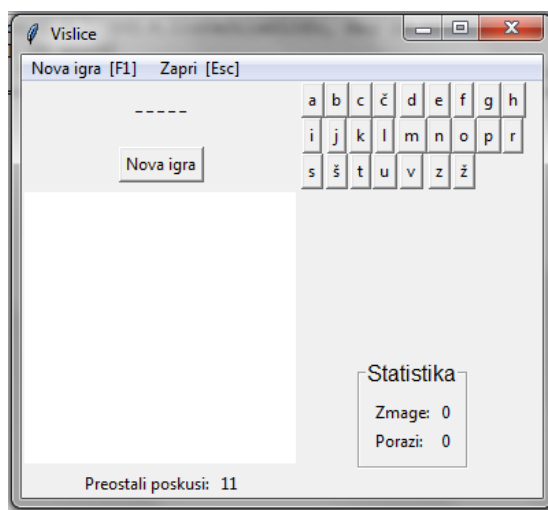 Vislice
Nova igra [F1] Zapri [Esc]
-----
Nova igra
a b c č d e f g h
i j k l m n o p r
s š t u v z ž
Statistika
Zmage: 0
Porazi: 0
Preostali poskusi: 11